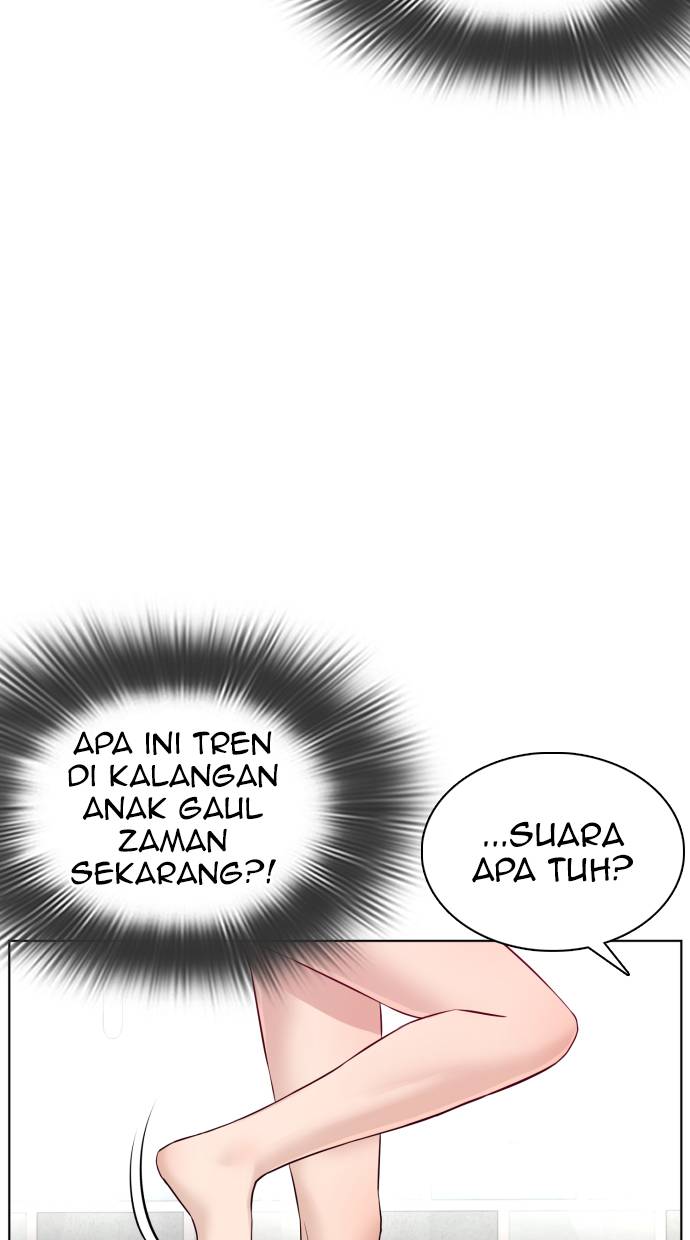 APA INI TREN
DI KALANGAN
ANAK GAUL
ZAMAN
SEKARANG?!
...SUARA
APA TUH?